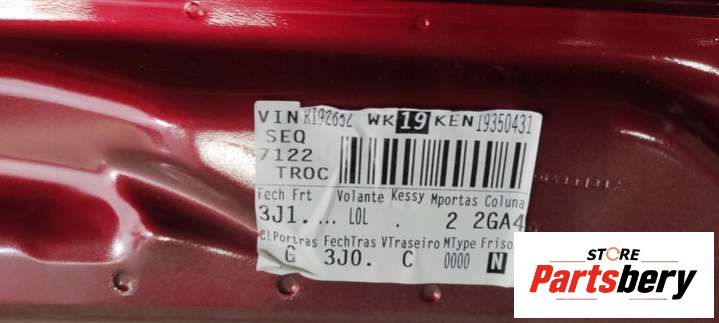 VIN K192652 WK 19 KEN 19350431
SEQ
7122
TROC
Fech Frt Volante Kessy Mportas Coluna
3J1. ... LOL . 2 2GA4
elPortras FechTras VTraseiro MType Friso
G 3J0. C 0000 N
STORE
Partsbery